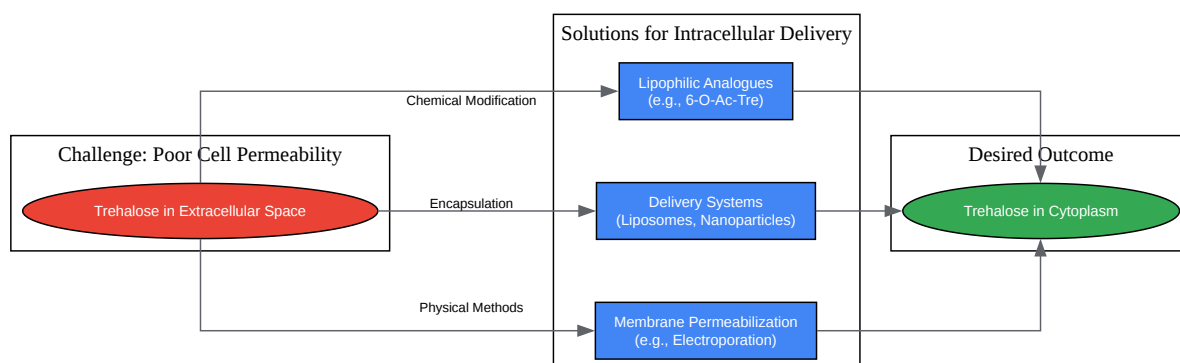 Solutions for Intracellular Delivery
Lipophilic Analogues
(e.g., 6-O-Ac-Tre)
Chemical Modification
Challenge: Poor Cell Permeability
Desired Outcome
Trehalose in Extracellular Space
Encapsulation
Delivery Systems
(Liposomes, Nanoparticles)
Trehalose in Cytoplasm
Physical Methods
Membrane Permeabilization
(e.g., Electroporation)